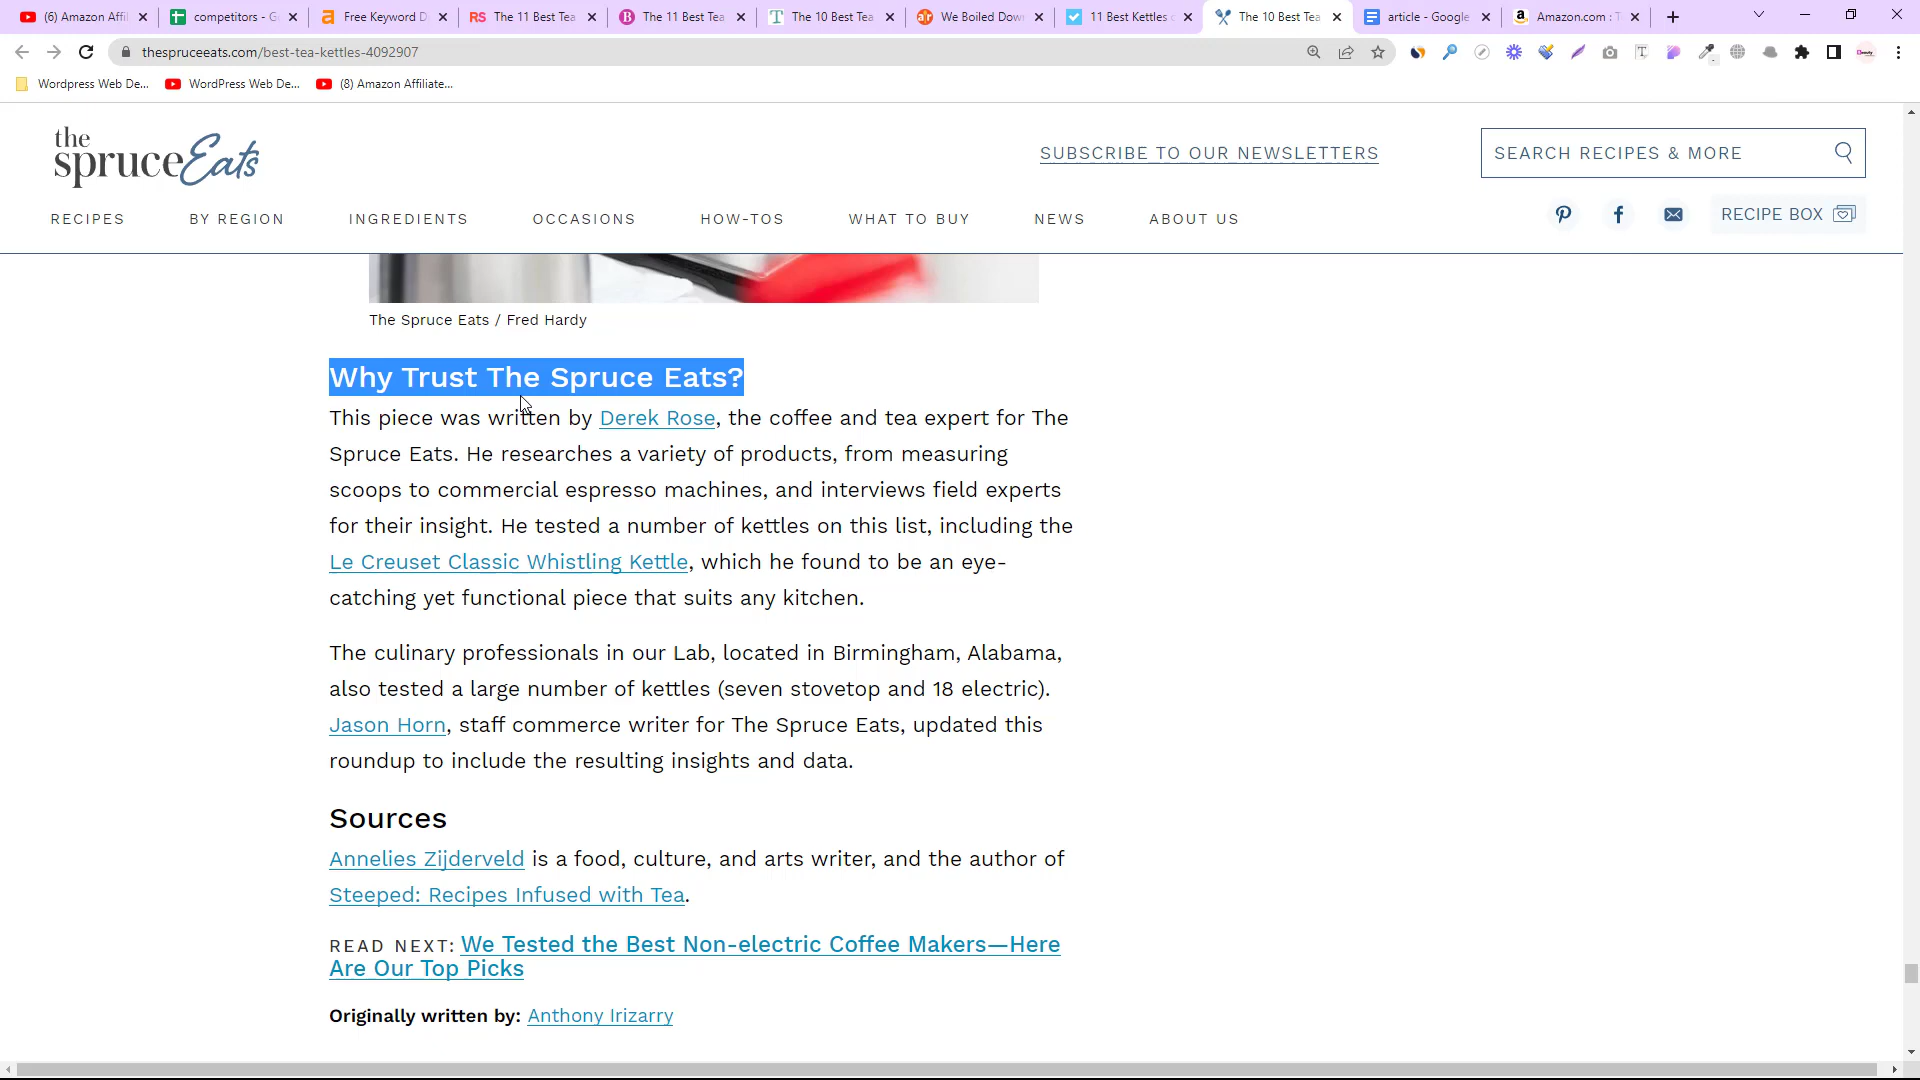 (6) Amazon Affil
competitors - G
Free Keyword D
The 11 Best Tea
The 11 Best Tea
The 10 Best Tea
We Boiled Dow
11 Best Kettles
The 10 Best Tea
article - Google
Amazon.com : T
thespruceeats.com/best-tea-kettles-4092907
Wordpress Web De...
WordPress Web De...
(8) Amazon Affiliate...
the
spruceEats
SUBSCRIBE TO OUR NEWSLETTERS
SEARCH RECIPES & MORE
RECIPES
BY REGION
INGREDIENTS
OCCASIONS
HOW-TOS
WHAT TO BUY
NEWS
ABOUT US
RECIPE BOX
The Spruce Eats / Fred Hardy
Why Trust The Spruce Eats?
This piece was written by Derek Rose, the coffee and tea expert for The
Spruce Eats. He researches a variety of products, from measuring
scoops to commercial espresso machines, and interviews field experts
for their insight. He tested a number of kettles on this list, including the
Le Creuset Classic Whistling Kettle, which he found to be an eye-
catching yet functional piece that suits any kitchen.
The culinary professionals in our Lab, located in Birmingham, Alabama,
also tested a large number of kettles (seven stovetop and 18 electric).
Jason Horn, staff commerce writer for The Spruce Eats, updated this
roundup to include the resulting insights and data.
Sources
Annelies Zijderveld is a food, culture, and arts writer, and the author of
Steeped: Recipes Infused with Tea.
READ NEXT: We Tested the Best Non-electric Coffee Makers—Here
Are Our Top Picks
Originally written by: Anthony Irizarry